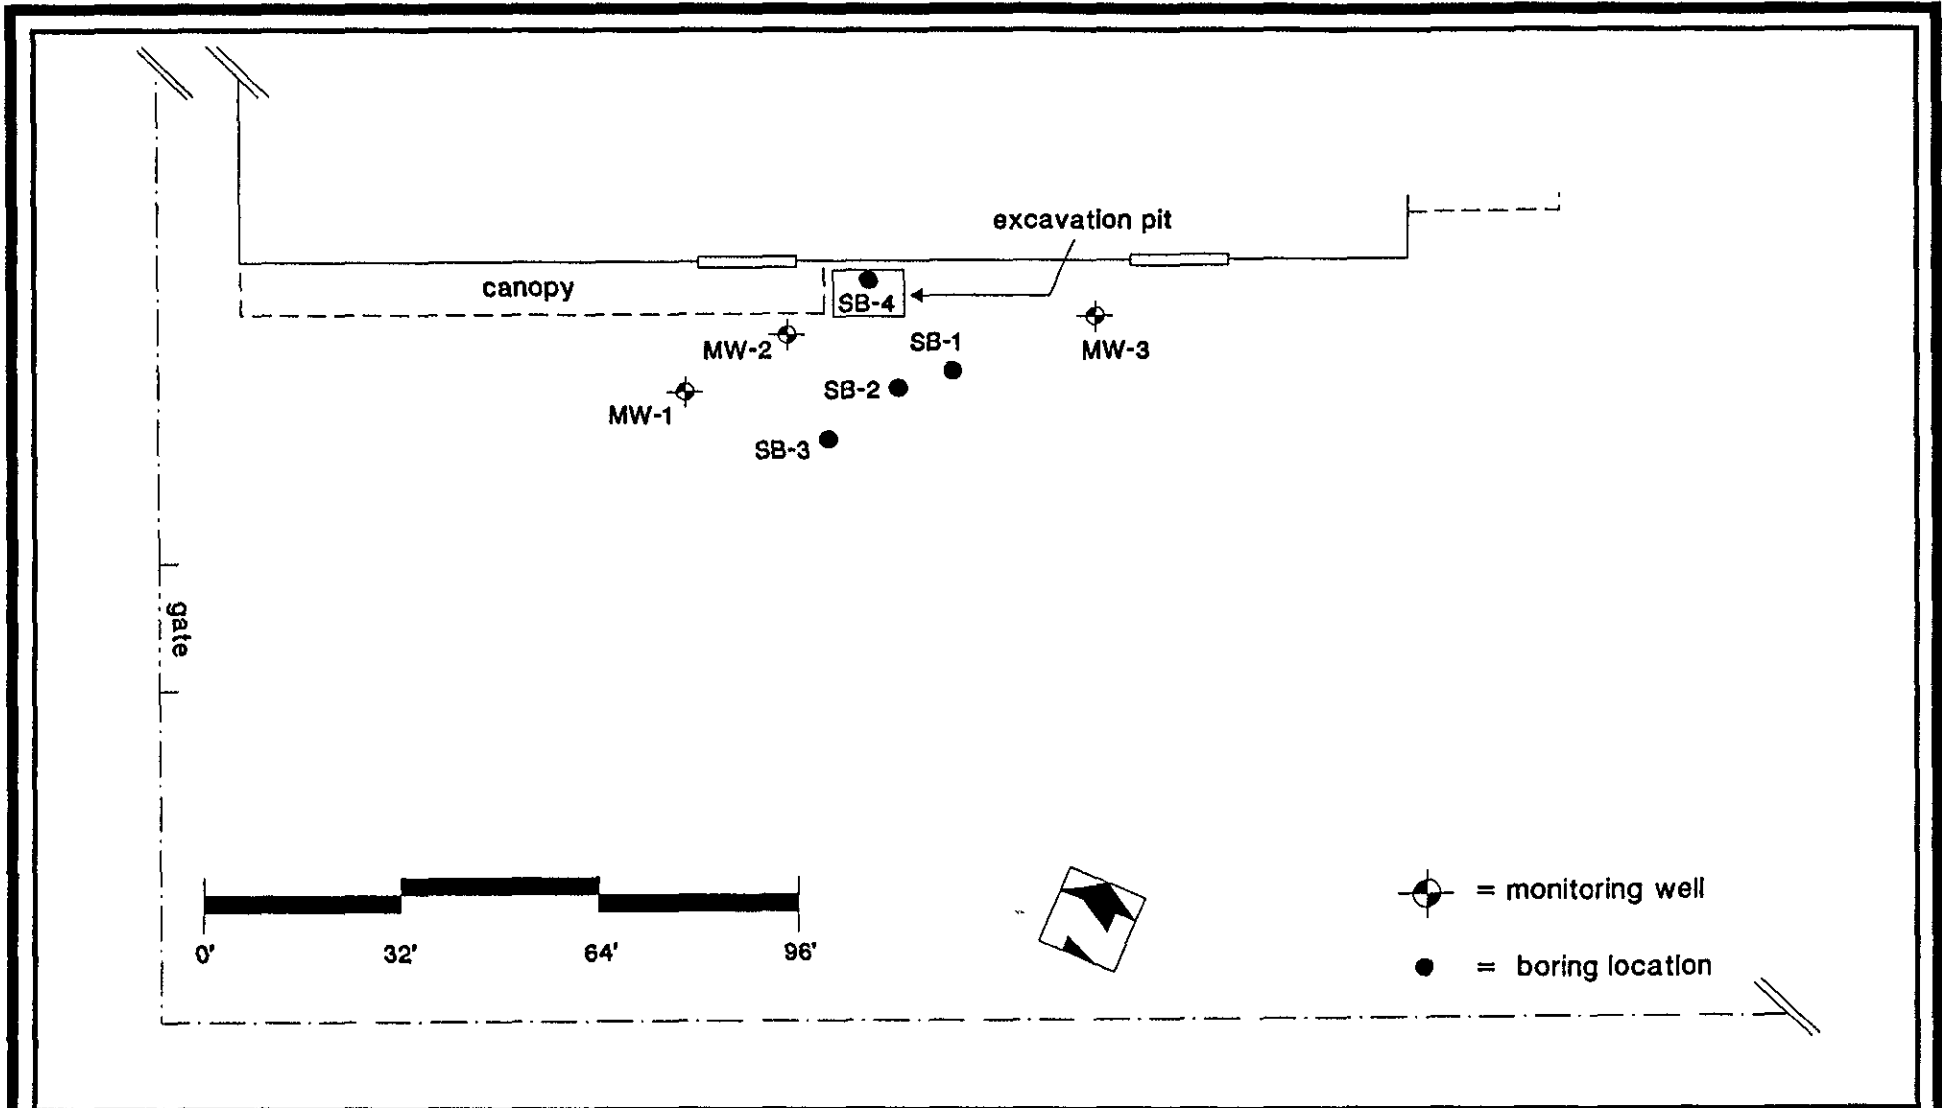 excavation pit
canopy
SB-4
SB-1
MW-2
MW-3
SB-2
MW-1
SB-3
gate
0' 32' 64' 96'
= monitoring well
= boring location